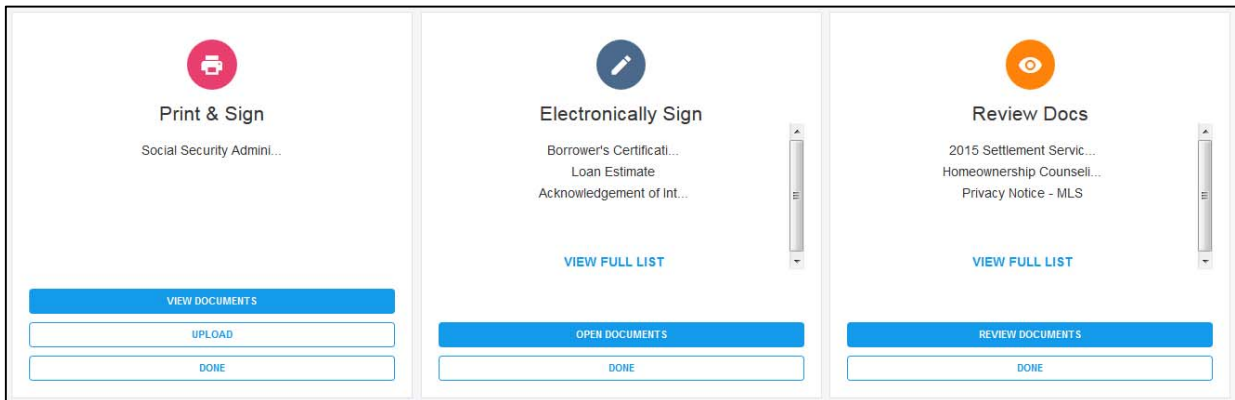 Print & Sign
Social Security Admini...
VIEW DOCUMENTS
UPLOAD
DONE
Electronically Sign
Borrower's Certificati...
Loan Estimate
Acknowledgement of Int...
VIEW FULL LIST
OPEN DOCUMENTS
DONE
Review Docs
2015 Settlement Servic...
Homeownership Counseli...
Privacy Notice - MLS
VIEW FULL LIST
REVIEW DOCUMENTS
DONE